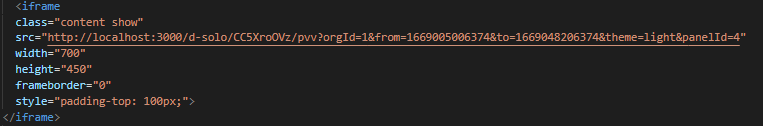 <iframe
class="content show"
src="http://localhost:3000/d-solo/CC5XroOVz/pvv?orgId=1&from=1669005006374&to=1669048206374&theme=light&panelId=4"
width="700"
height="450"
frameborder="0"
style="padding-top: 100px;">
</iframe>